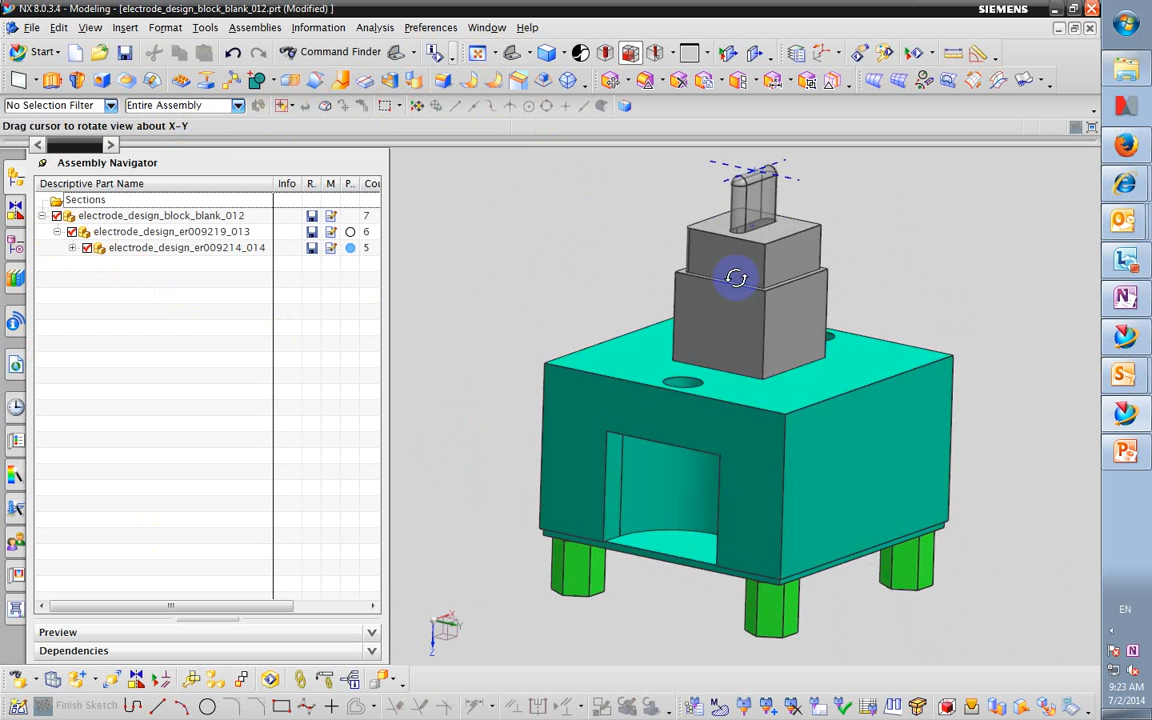 NX 8.0.3.4 - Modeling - [electrode_design_block_blank_012.prt (Modified) ]
SIEMENS
File Edit View Insert Format Tools Assemblies Information Analysis Preferences Window Help
Start
Command Finder
No Selection Filter
Entire Assembly
Drag cursor to rotate view about X-Y
Assembly Navigator
Descriptive Part Name Info R. M P.. Cou
Sections
electrode_design_block_blank_012 7
electrode_design_er009219_013 6
electrode_design_er009214_014 5
Preview
Dependencies
Finish Sketch
X
Y
Z
EN
9:23 AM
7/2/2014